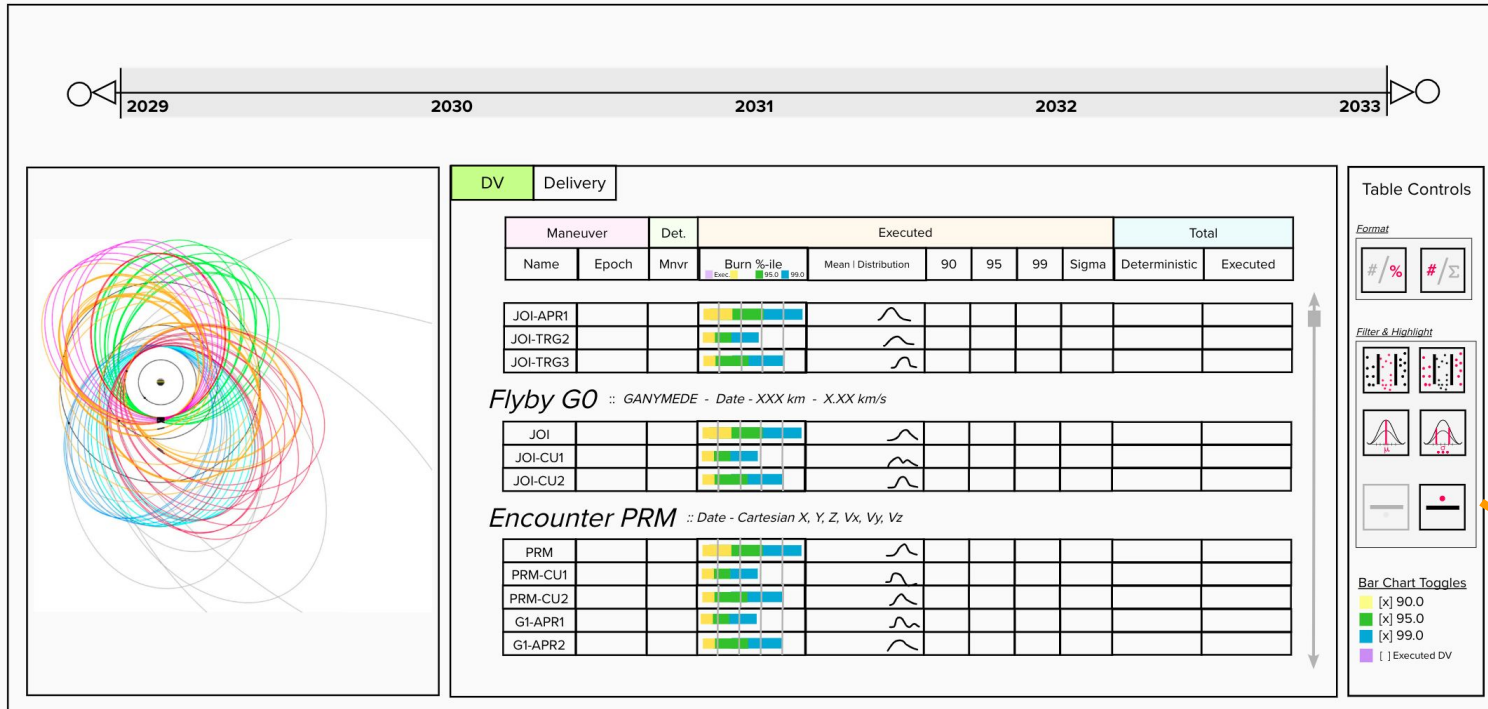 2029 2030 2031 2032 2033
DV Delivery
Maneuver Det. Executed Total
Name Epoch Mnvr Burn %-ile Mean | Distribution 90 95 99 Sigma Deterministic Executed
Exec. 95.0 99.0
JOI-APR1
JOI-TRG2
JOI-TRG3
Flyby G0 :: GANYMEDE - Date - XXX km - X.XX km/s
JOI
JOI-CU1
JOI-CU2
Encounter PRM :: Date - Cartesian X, Y, Z, Vx, Vy, Vz
PRM
PRM-CU1
PRM-CU2
G1-APR1
G1-APR2
Table Controls
Format
#/% #/Σ
Filter & Highlight
μ
Bar Chart Toggles
[x] 90.0
[x] 95.0
[x] 99.0
[ ] Executed DV